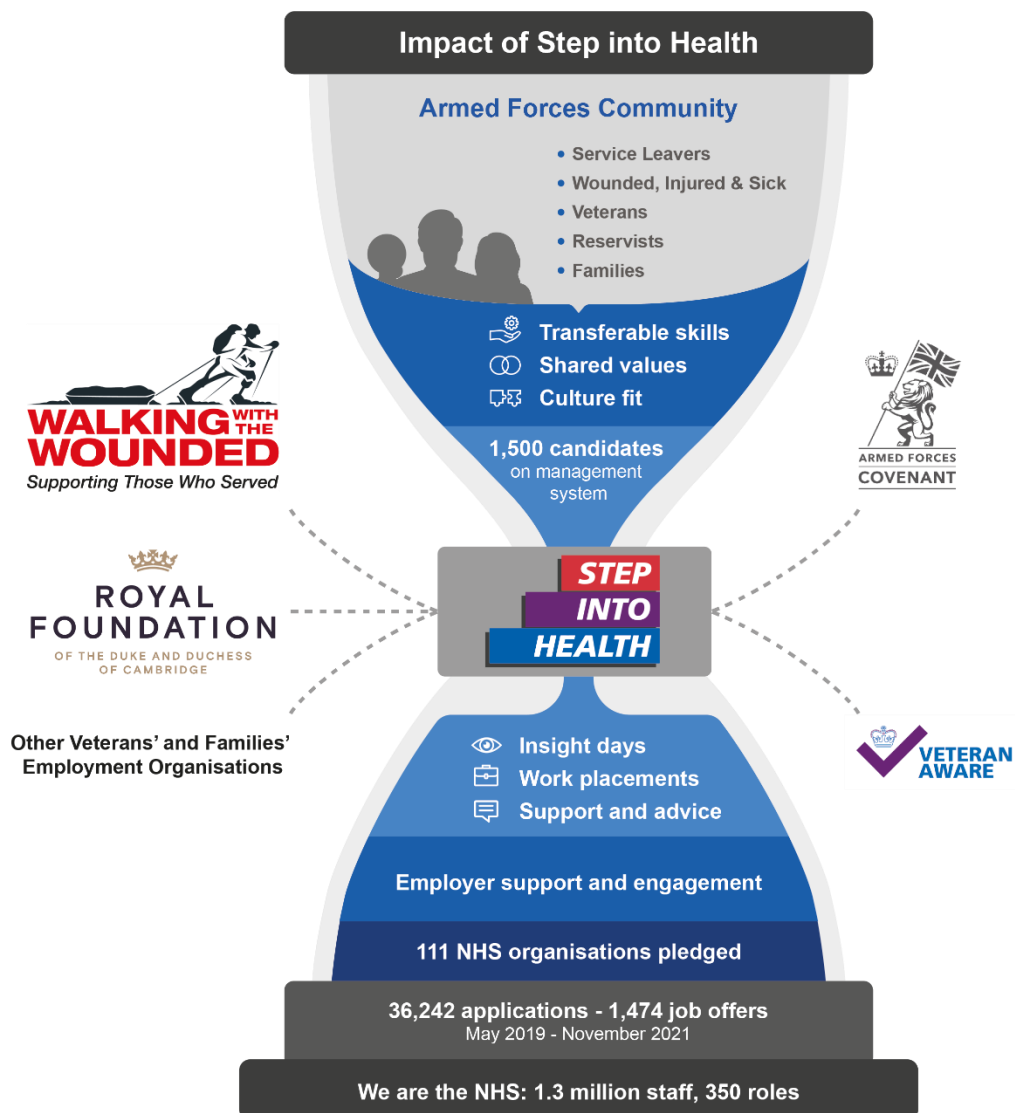 Impact of Step into Health
Armed Forces Community
• Service Leavers
• Wounded, Injured & Sick
• Veterans
• Reservists
• Families
Transferable skills
Shared values
Culture fit
1,500 candidates
on management
system
WALKING WITH THE
WOUNDED
Supporting Those Who Served
ARMED FORCES
COVENANT
ROYAL
FOUNDATION
OF THE DUKE AND DUCHESS
OF CAMBRIDGE
STEP
INTO
HEALTH
Other Veterans’ and Families’
Employment Organisations
VETERAN
AWARE
Insight days
Work placements
Support and advice
Employer support and engagement
111 NHS organisations pledged
36,242 applications - 1,474 job offers
May 2019 - November 2021
We are the NHS: 1.3 million staff, 350 roles